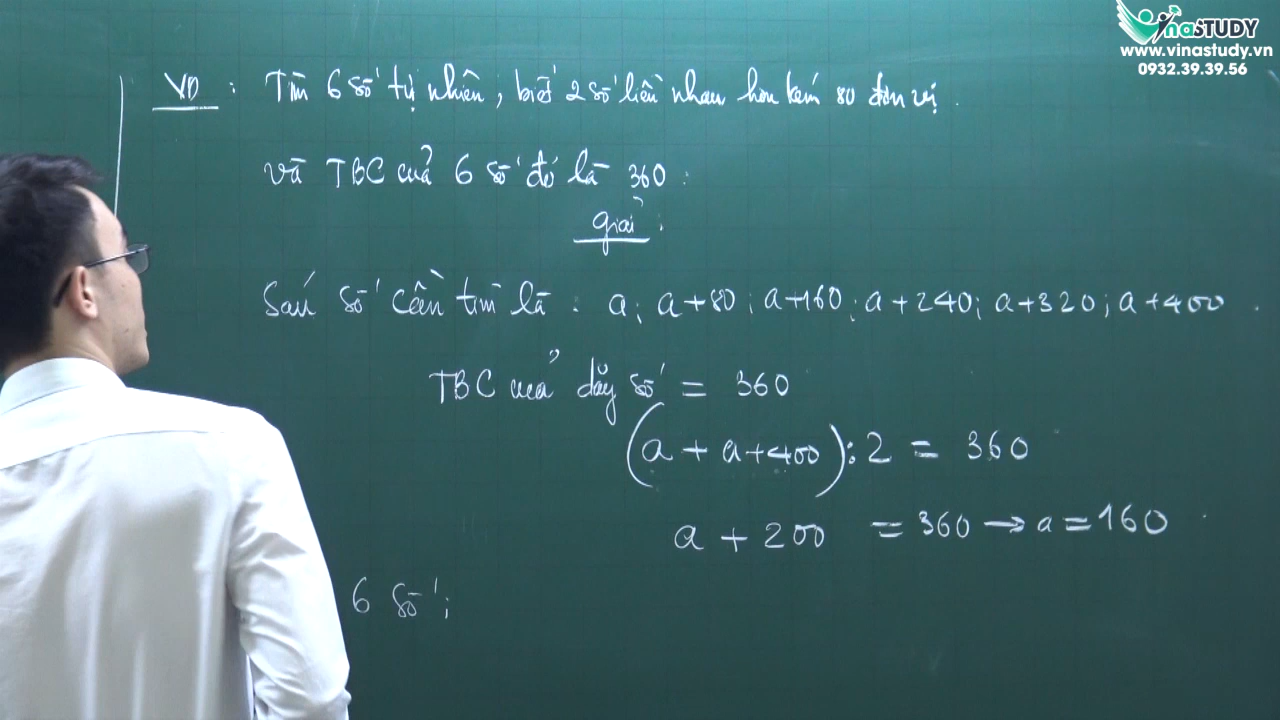 VinaSTUDY
www.vinastudy.vn
0932.39.39.56
VD : Tìm 6 số tự nhiên, biết 2 số liền nhau hơn kém 80 đơn vị.
và TBC của 6 số đó là 360.
Giải:
Sáu số cần tìm là : a; a+80; a+160; a+240; a+320; a+400.
TBC của dãy số = 360
(a + a+400):2 = 360
a + 200 = 360 → a = 160
6 số: